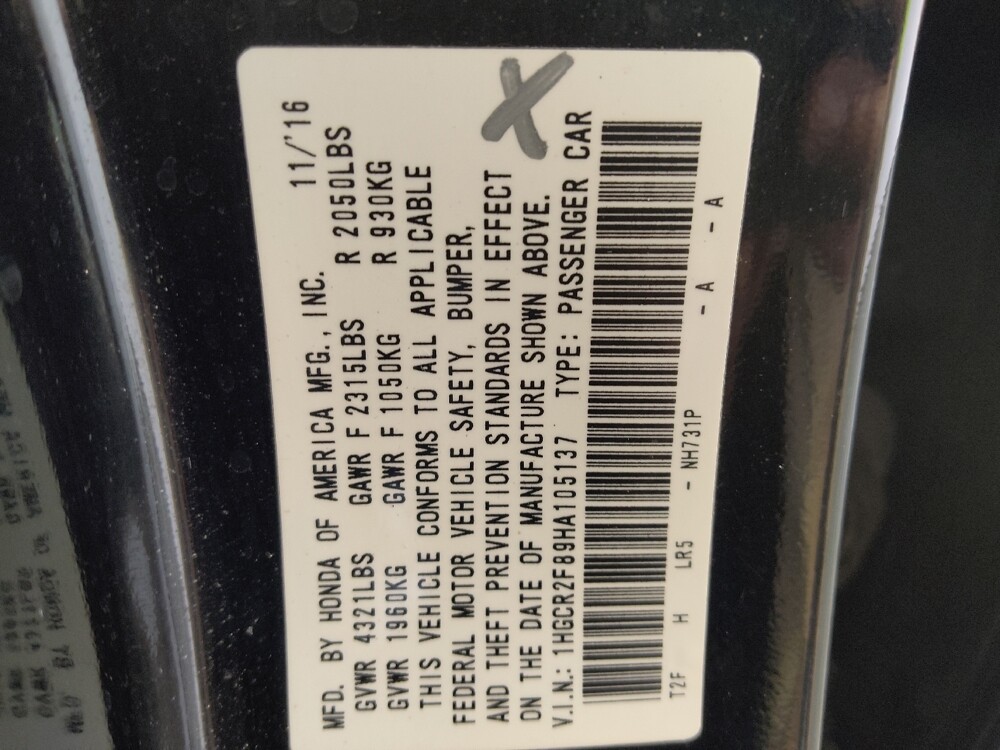 MFD. BY HONDA OF AMERICA MFG., INC. 11/'16
GVWR 4321LBS GAWR F 2315LBS R 2050LBS
GVWR 1960KG GAWR F 1050KG R 930KG
THIS VEHICLE CONFORMS TO ALL APPLICABLE
FEDERAL MOTOR VEHICLE SAFETY, BUMPER,
AND THEFT PREVENTION STANDARDS IN EFFECT
ON THE DATE OF MANUFACTURE SHOWN ABOVE.
V.I.N.: 1HGCR2F89HA105137 TYPE: PASSENGER CAR
T2F H LR5 - NH731P - A - A